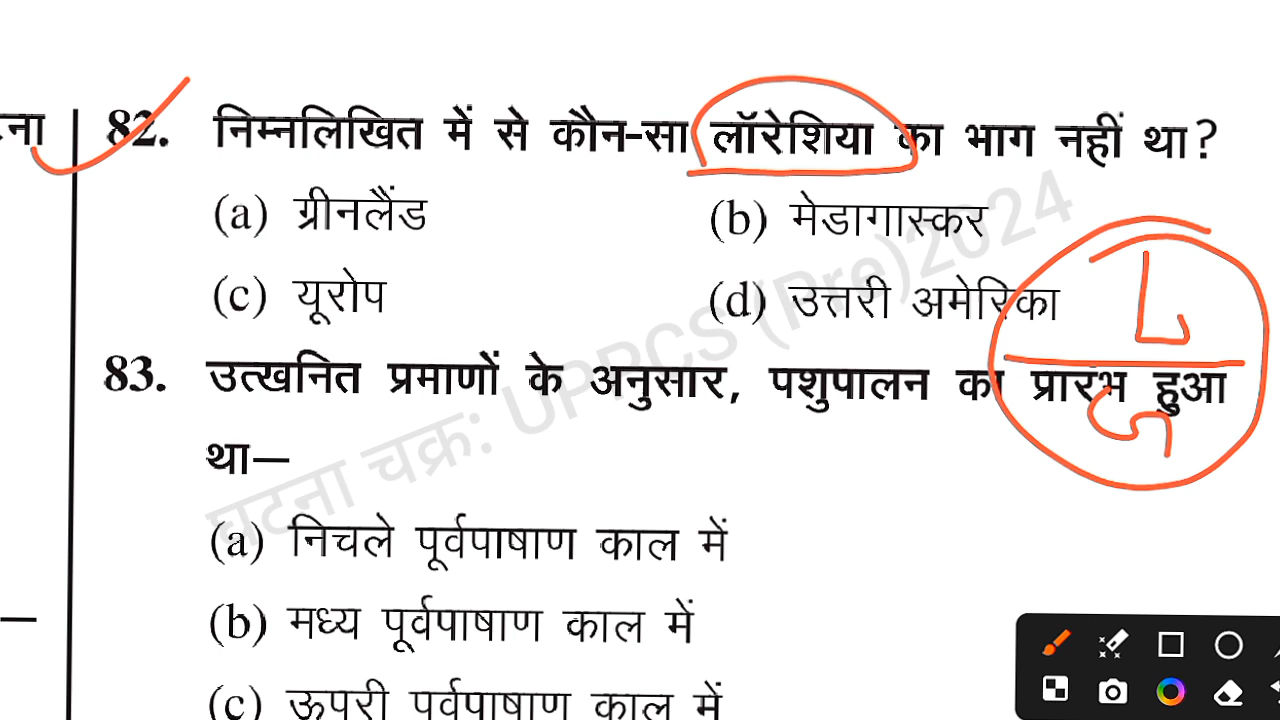 टना
82. निम्नलिखित में से कौन-सा लॉरेशिया का भाग नहीं था?
(a) ग्रीनलैंड (b) मेडागास्कर
(c) यूरोप (d) उत्तरी अमेरिका
L
G
83. उत्खनित प्रमाणों के अनुसार, पशुपालन का प्रारंभ हुआ
था—
(a) निचले पूर्वपाषाण काल में
(b) मध्य पूर्वपाषाण काल में
(c) ऊपरी पूर्वपाषाण काल में
घटना चक्र: UPPCS (Pre) 2024